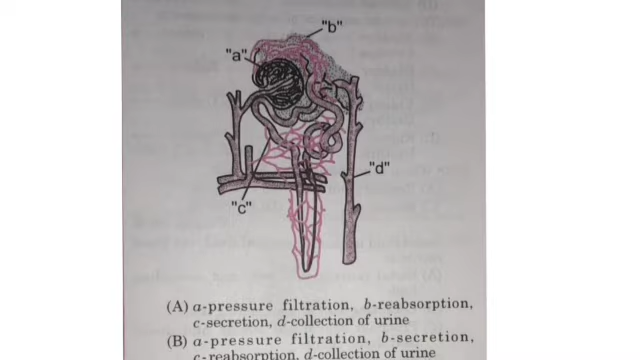 "b"
"a"
"d"
"c"
(A) a-pressure filtration, b-reabsorption,
c-secretion, d-collection of urine
(B) a-pressure filtration, b-secretion,
c-reabsorption, d-collection of urine